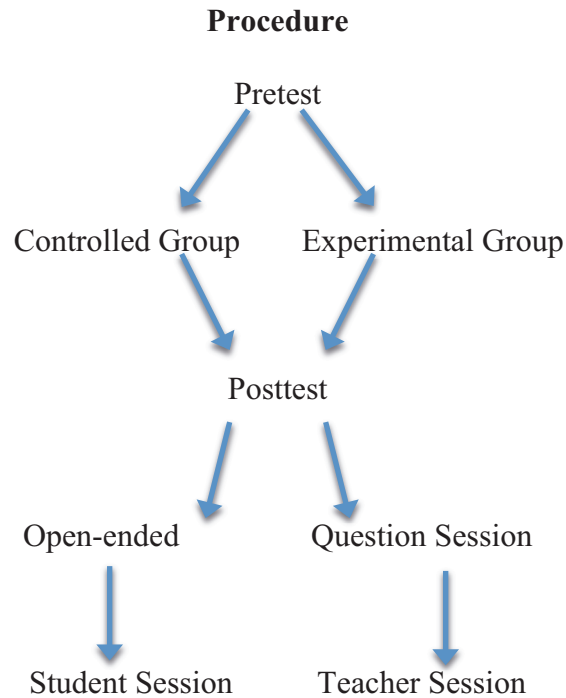 Procedure
Pretest
Controlled Group Experimental Group
Posttest
Open-ended Question Session
Student Session Teacher Session